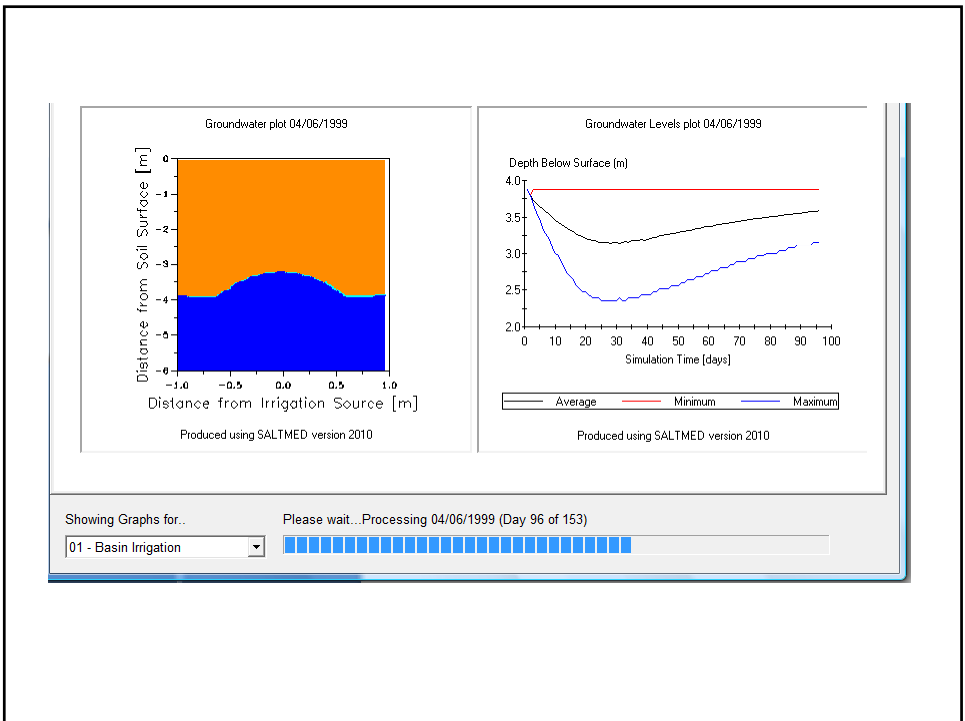 Groundwater plot 04/06/1999
Distance from Soil Surface [m]
0
-1
-2
-3
-4
-5
-6
-1.0 -0.5 0.0 0.5 1.0
Distance from Irrigation Source [m]
Produced using SALTMED version 2010
Groundwater Levels plot 04/06/1999
Depth Below Surface (m)
4.0
3.5
3.0
2.5
2.0
0 10 20 30 40 50 60 70 80 90 100
Simulation Time [days]
Average Minimum Maximum
Produced using SALTMED version 2010
Showing Graphs for..
01 - Basin Irrigation
Please wait...Processing 04/06/1999 (Day 96 of 153)